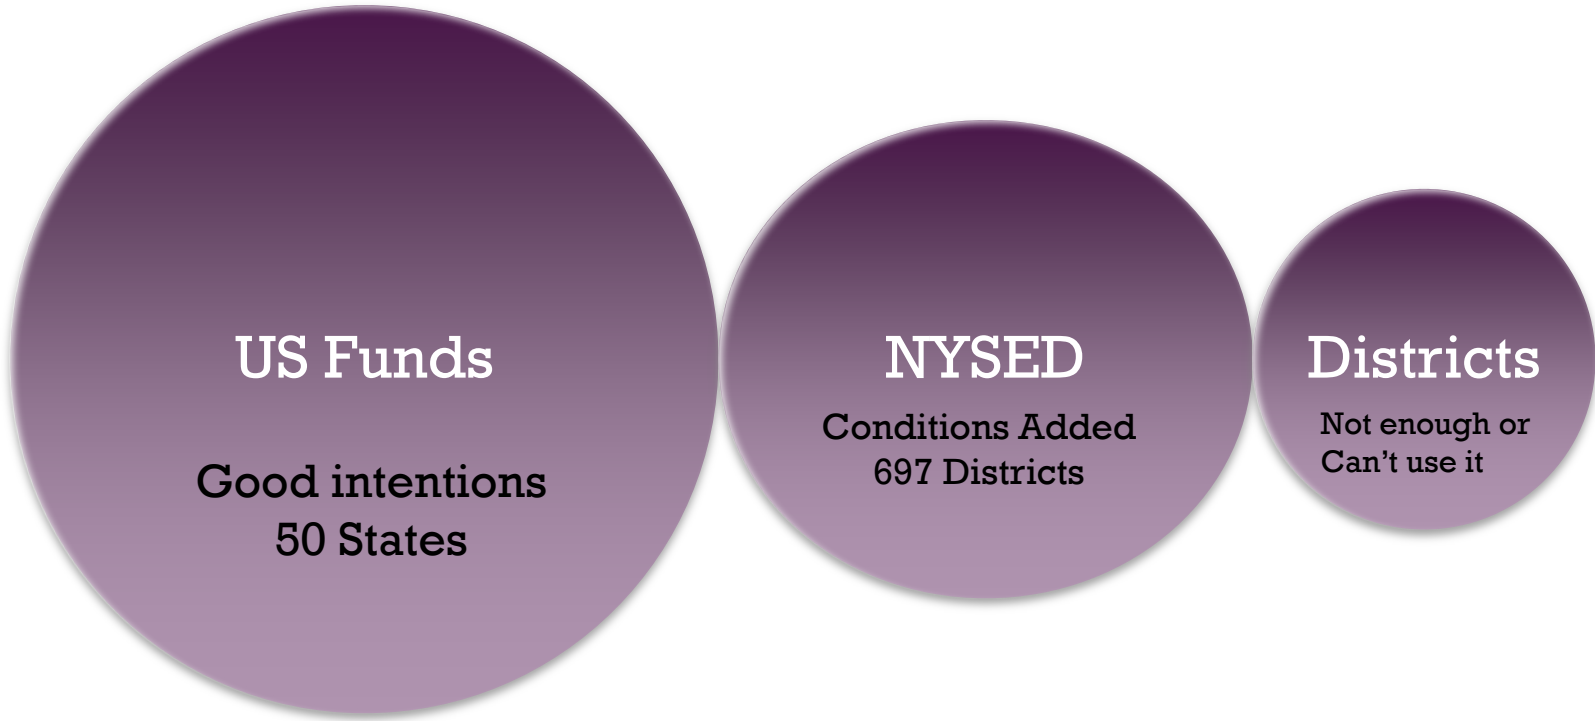 US Funds
Good intentions
50 States
NYSED
Conditions Added
697 Districts
Districts
Not enough or
Can’t use it